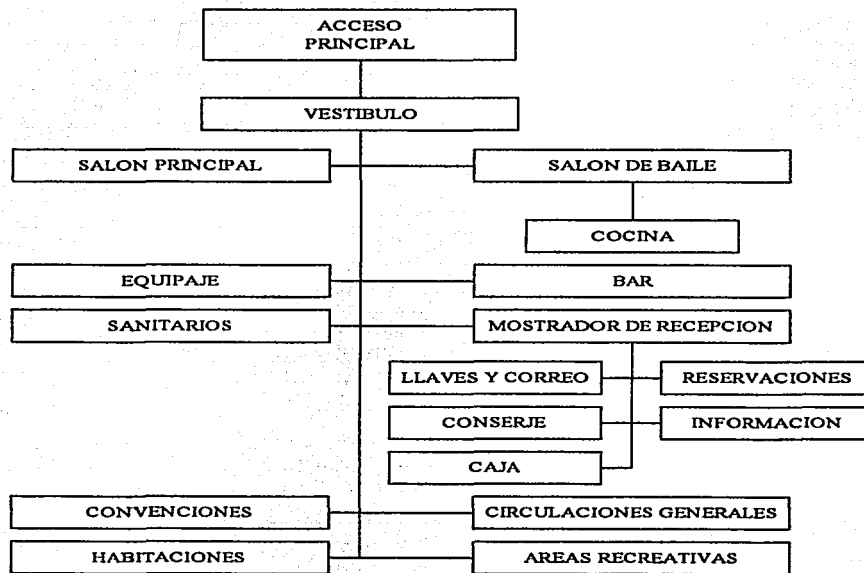 ACCESO
PRINCIPAL
VESTIBULO
SALON PRINCIPAL
SALON DE BAILE
COCINA
EQUIPAJE
BAR
SANITARIOS
MOSTRADOR DE RECEPCION
LLAVES Y CORREO
RESERVACIONES
CONSERJE
INFORMACION
CAJA
CONVENCIONES
CIRCULACIONES GENERALES
HABITACIONES
AREAS RECREATIVAS